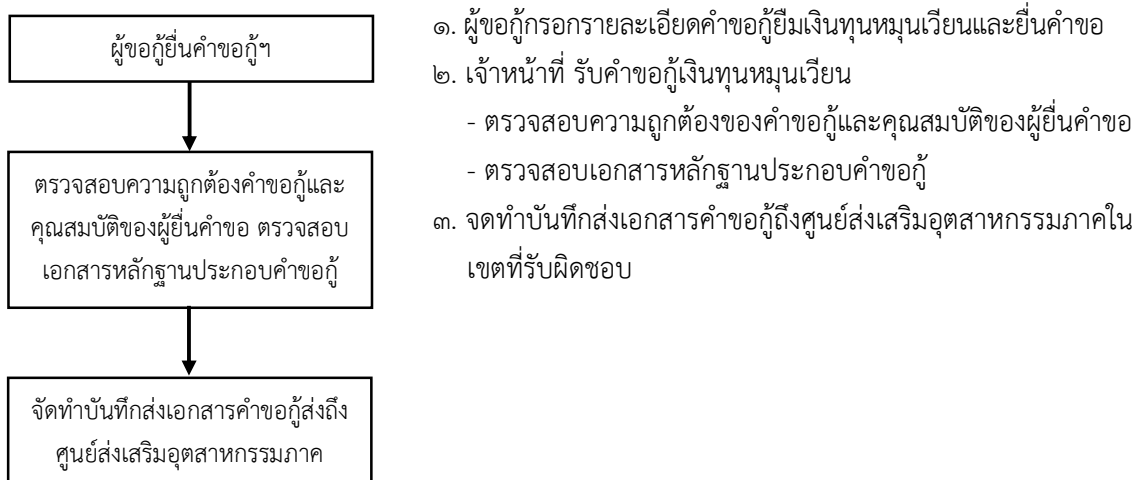 ผู้ขอกู้ยื่นคำขอกู้ฯ
ตรวจสอบความถูกต้องคำขอกู้และ
คุณสมบัติของผู้ยื่นคำขอ ตรวจสอบ
เอกสารหลักฐานประกอบคำขอกู้
จัดทำบันทึกส่งเอกสารคำขอกู้ส่งถึง
ศูนย์ส่งเสริมอุตสาหกรรมภาค
๑. ผู้ขอกู้กรอกรายละเอียดคำขอกู้ยืมเงินทุนหมุนเวียนและยื่นคำขอ
๒. เจ้าหน้าที่ รับคำขอกู้เงินทุนหมุนเวียน
- ตรวจสอบความถูกต้องของคำขอกู้และคุณสมบัติของผู้ยื่นคำขอ
- ตรวจสอบเอกสารหลักฐานประกอบคำขอกู้
๓. จดทำบันทึกส่งเอกสารคำขอกู้ถึงศูนย์ส่งเสริมอุตสาหกรรมภาคใน
เขตที่รับผิดชอบ